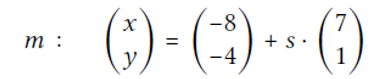 m : (x y) = (−8 −4) + s · (7 1)